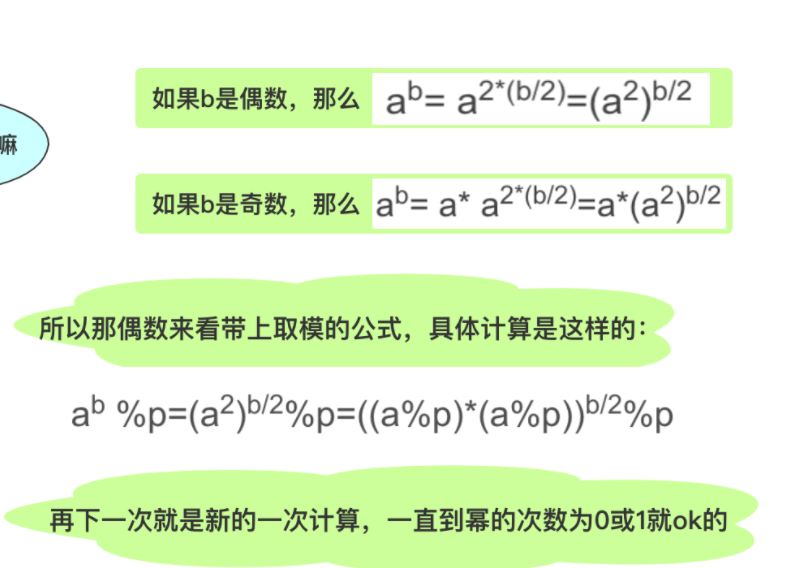 如果b是偶数，那么 a^b= a^2*(b/2)=(a^2)^b/2
嘛
如果b是奇数，那么 a^b= a* a^2*(b/2)=a*(a^2)^b/2
所以那偶数来看带上取模的公式，具体计算是这样的：
a^b %p=(a^2)^b/2%p=((a%p)*(a%p))^b/2%p
再下一次就是新的一次计算，一直到幂的次数为0或1就ok的